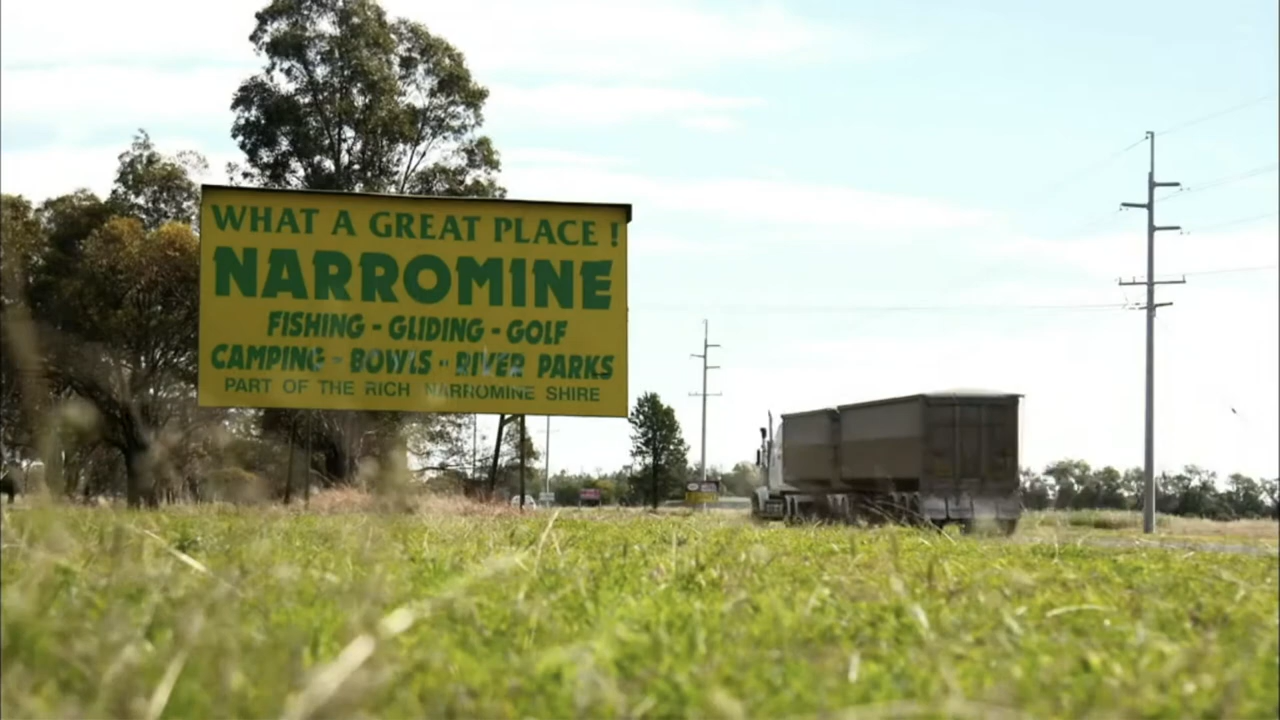 WHAT A GREAT PLACE !
NARROMINE
FISHING - GLIDING - GOLF
CAMPING - BOWLS - RIVER PARKS
PART OF THE RICH NARROMINE SHIRE